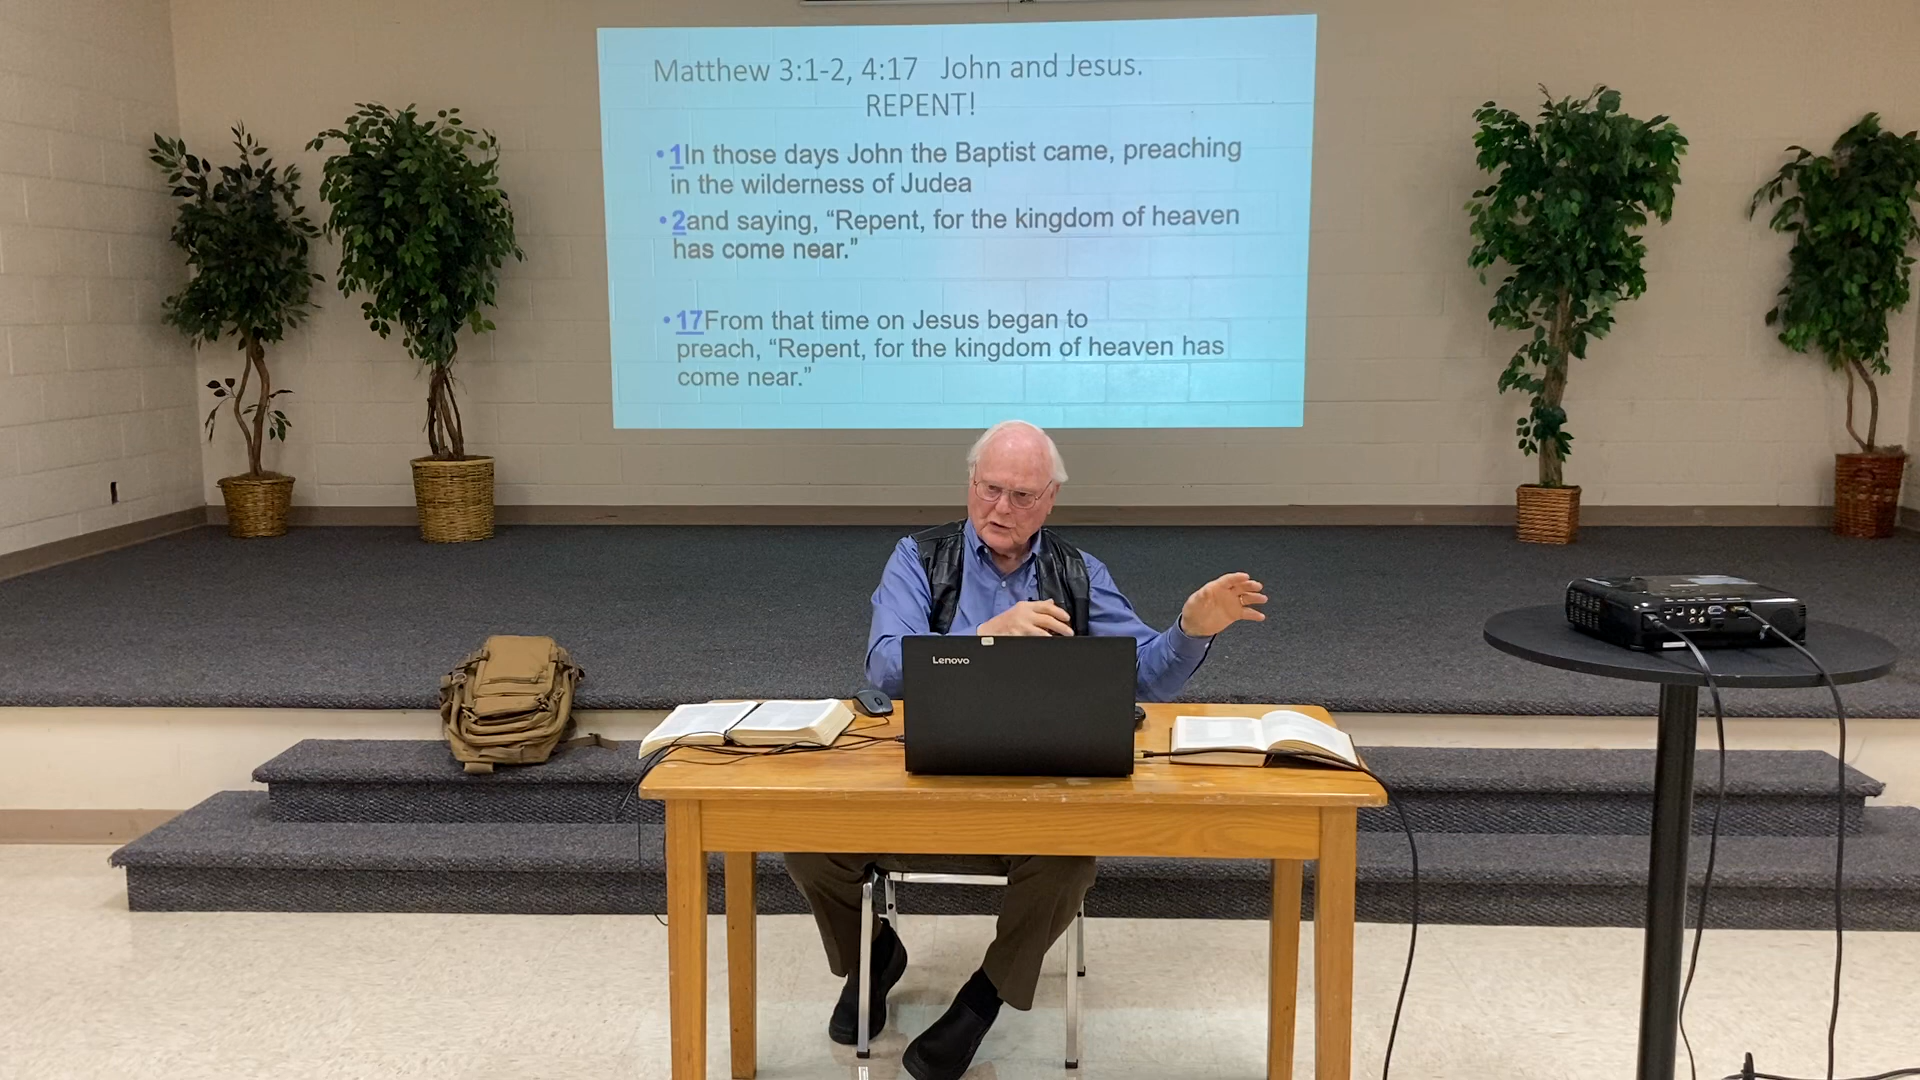 Matthew 3:1-2, 4:17 John and Jesus.
REPENT!
• 1In those days John the Baptist came, preaching
in the wilderness of Judea
• 2and saying, “Repent, for the kingdom of heaven
has come near.”
• 17From that time on Jesus began to
preach, “Repent, for the kingdom of heaven has
come near.”
Lenovo